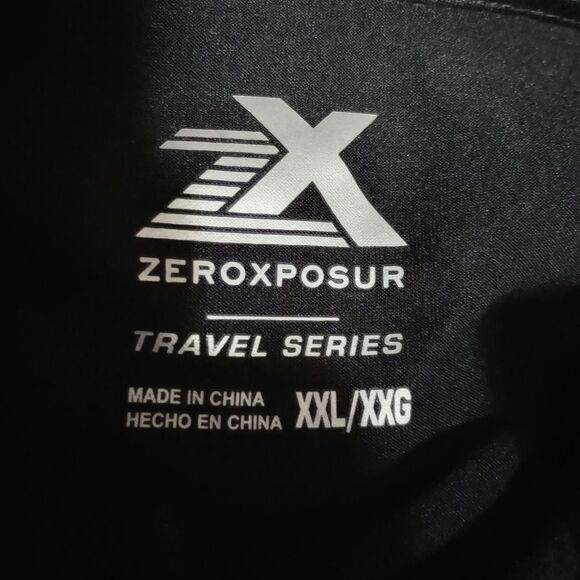 ZX
ZEROXPOSUR
TRAVEL SERIES
MADE IN CHINA XXL/XXG
HECHO EN CHINA